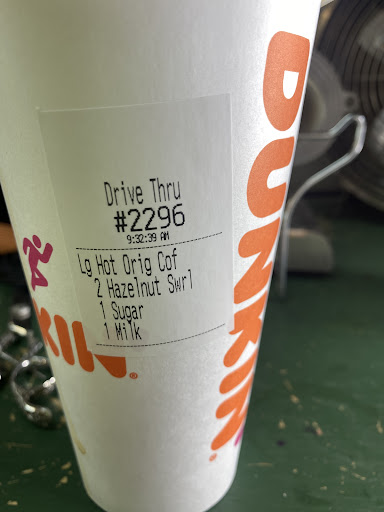 Drive Thru
#2296
9:32:39 AM
Lg Hot Orig Cof
2 Hazelnut Swrl
1 Sugar
1 Milk
KIN
®
DUNKIN